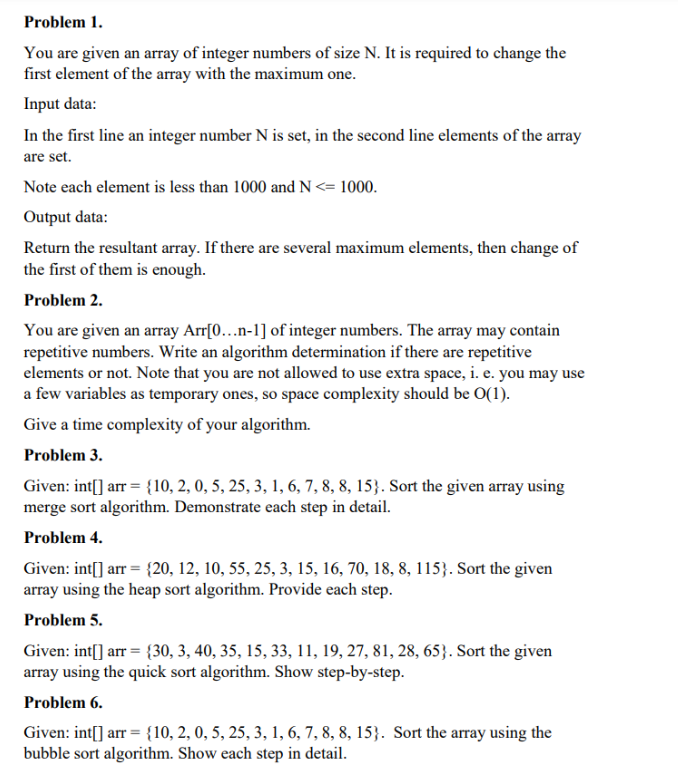 Problem 1.
You are given an array of integer numbers of size N. It is required to change the
first element of the array with the maximum one.
Input data:
In the first line an integer number N is set, in the second line elements of the array
are set.
Note each element is less than 1000 and N <= 1000.
Output data:
Return the resultant array. If there are several maximum elements, then change of
the first of them is enough.
Problem 2.
You are given an array Arr[0…n-1] of integer numbers. The array may contain
repetitive numbers. Write an algorithm determination if there are repetitive
elements or not. Note that you are not allowed to use extra space, i. e. you may use
a few variables as temporary ones, so space complexity should be O(1).
Give a time complexity of your algorithm.
Problem 3.
Given: int[] arr = {10, 2, 0, 5, 25, 3, 1, 6, 7, 8, 8, 15}. Sort the given array using
merge sort algorithm. Demonstrate each step in detail.
Problem 4.
Given: int[] arr = {20, 12, 10, 55, 25, 3, 15, 16, 70, 18, 8, 115}. Sort the given
array using the heap sort algorithm. Provide each step.
Problem 5.
Given: int[] arr = {30, 3, 40, 35, 15, 33, 11, 19, 27, 81, 28, 65}. Sort the given
array using the quick sort algorithm. Show step-by-step.
Problem 6.
Given: int[] arr = {10, 2, 0, 5, 25, 3, 1, 6, 7, 8, 8, 15}. Sort the array using the
bubble sort algorithm. Show each step in detail.